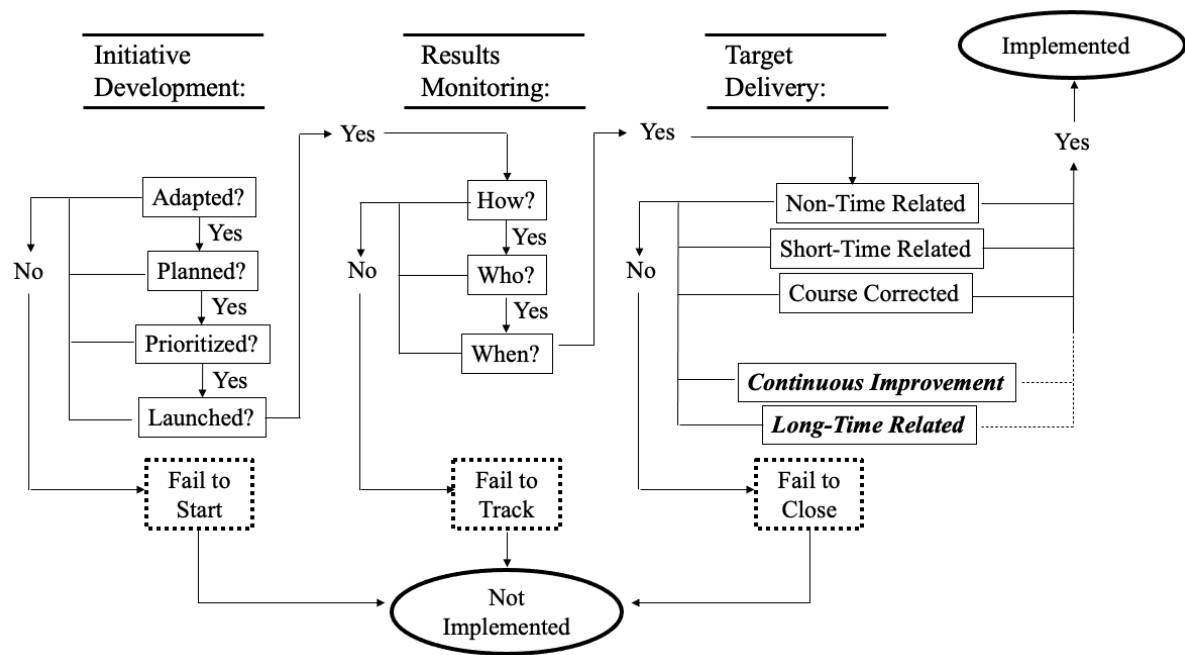 Initiative
Development:
Results
Monitoring:
Target
Delivery:
Implemented
Yes
Yes
Yes
Adapted?
Yes
Planned?
Yes
Prioritized?
Yes
Launched?
No
Fail to
Start
How?
Yes
Who?
Yes
When?
No
Fail to
Track
Non-Time Related
Short-Time Related
Course Corrected
Continuous Improvement
Long-Time Related
No
Fail to
Close
Not
Implemented